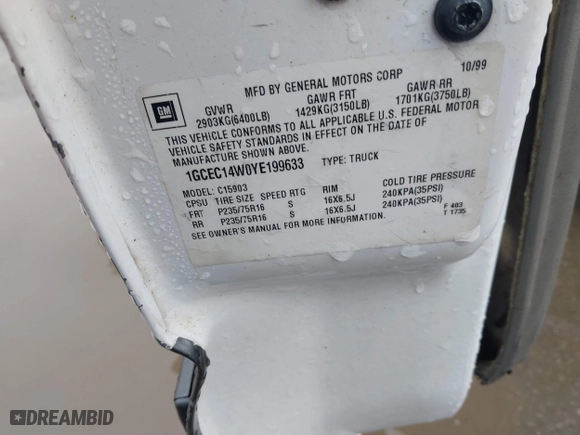 MFD BY GENERAL MOTORS CORP 10/99
GM
GVWR GAWR FRT GAWR RR
2903KG(6400LB) 1429KG(3150LB) 1701KG(3750LB)
THIS VEHICLE CONFORMS TO ALL APPLICABLE U.S. FEDERAL MOTOR
VEHICLE SAFETY STANDARDS IN EFFECT ON THE DATE OF
MANUFACTURE SHOWN ABOVE.
1GCEC14W0YE199633 TYPE: TRUCK
MODEL: C15903
CPSU TIRE SIZE SPEED RTG RIM COLD TIRE PRESSURE
FRT P235/75R16 S 16X6.5J 240KPA(35PSI)
RR P235/75R16 S 16X6.5J 240KPA(35PSI)
SEE OWNER'S MANUAL FOR MORE INFORMATION. F 403
T 1735
DREAMBID